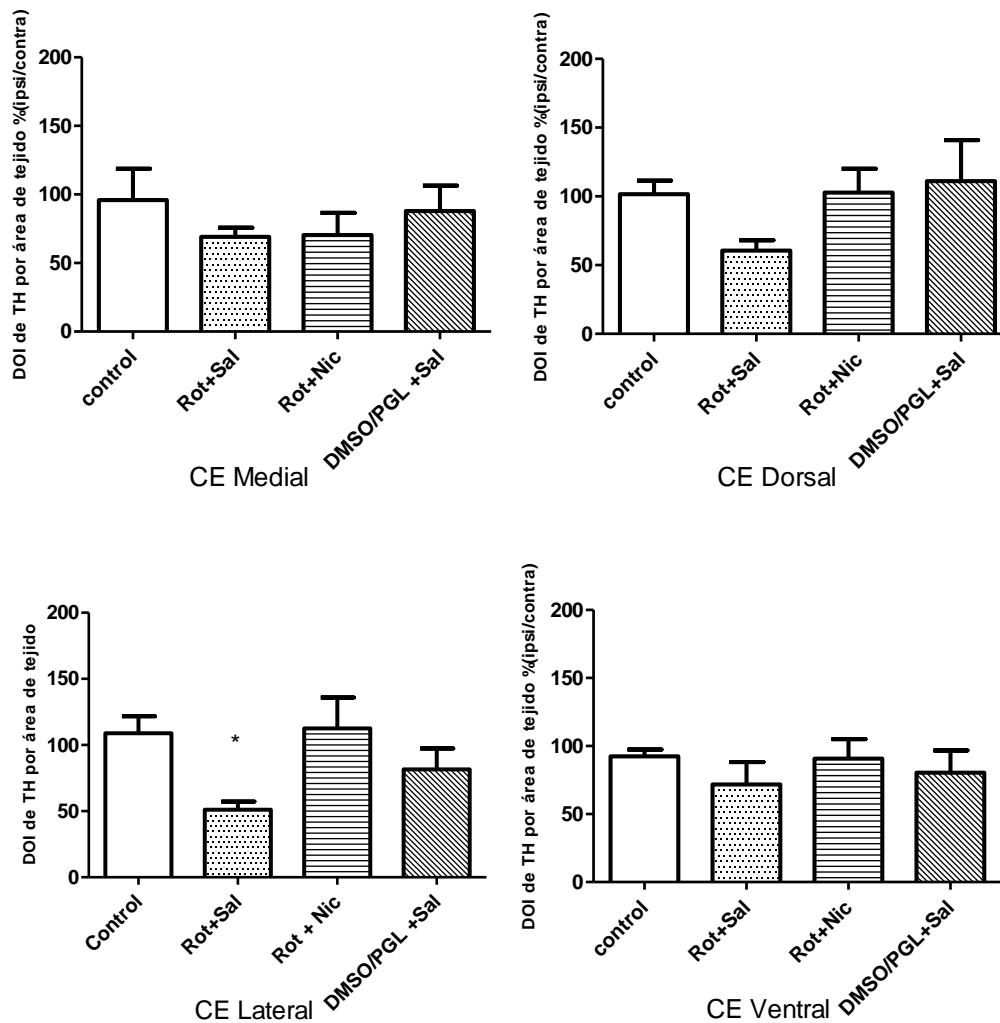 DOI de TH por área de tejido %(ipsi/contra)
200
150
100
50
0
control
Rot+Sal
Rot+Nic
DMSO/PGL +Sal
CE Medial
DOI de TH por área de tejido %(ipsi/contra)
200
150
100
50
0
control
Rot+Sal
Rot+Nic
DMSO/PGL +Sal
CE Dorsal
DOI de TH por área de tejido
200
150
100
50
0
*
Control
Rot+Sal
Rot + Nic
DMSO/PGL +Sal
CE Lateral
DOI de TH por área de tejido %(ipsi/contra)
200
150
100
50
0
control
Rot+Sal
Rot+Nic
DMSO/PGL+Sal
CE Ventral